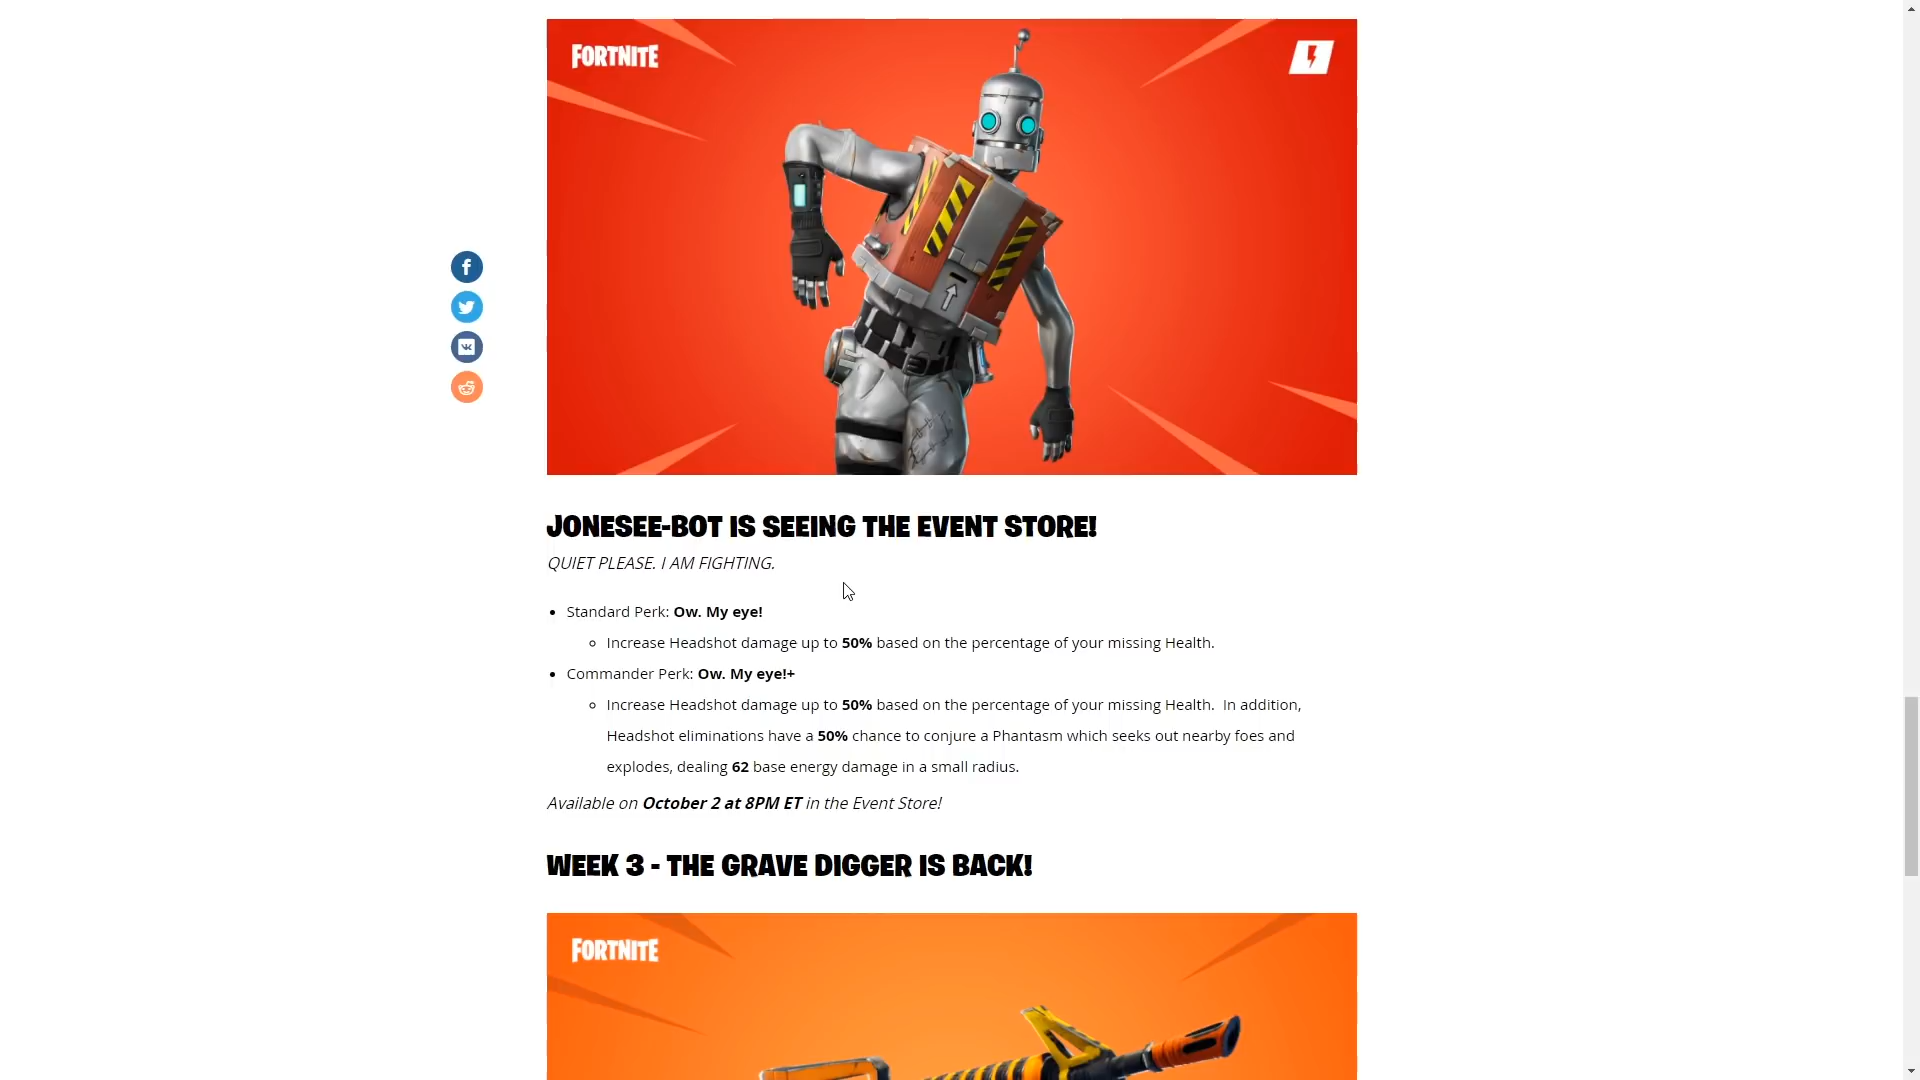 FORTNITE
JONESEE-BOT IS SEEING THE EVENT STORE!
QUIET PLEASE. I AM FIGHTING.
Standard Perk: Ow. My eye!
Increase Headshot damage up to 50% based on the percentage of your missing Health.
Commander Perk: Ow. My eye!+
Increase Headshot damage up to 50% based on the percentage of your missing Health.  In addition,
Headshot eliminations have a 50% chance to conjure a Phantasm which seeks out nearby foes and
explodes, dealing 62 base energy damage in a small radius.
Available on October 2 at 8PM ET in the Event Store!
WEEK 3 - THE GRAVE DIGGER IS BACK!
FORTNITE